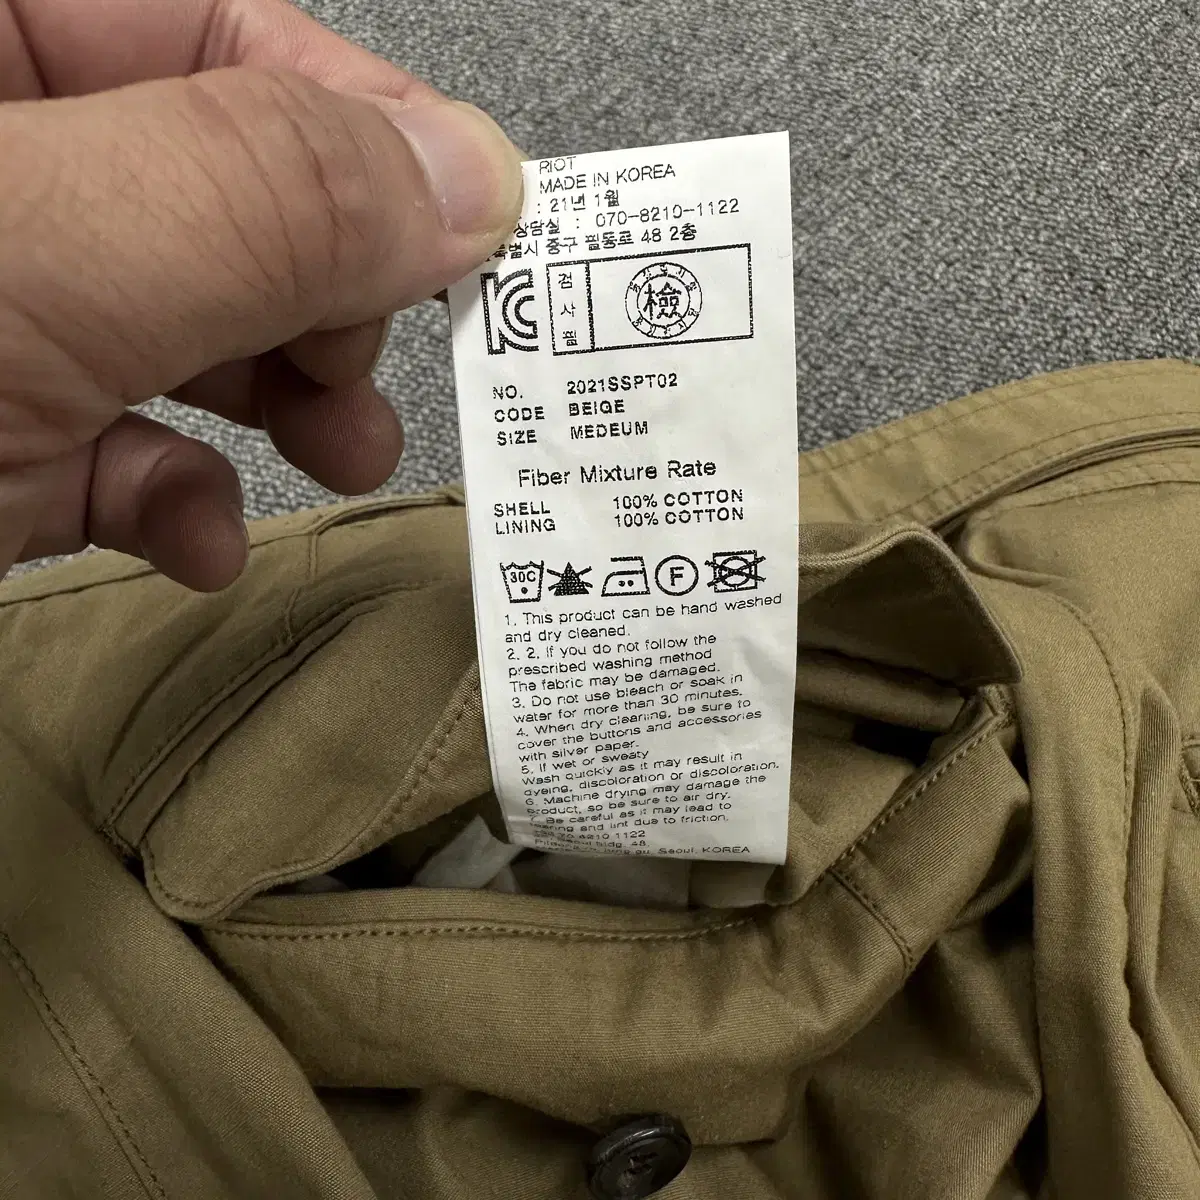 RIOT
MADE IN KOREA
: 21년 1월
상담실 : 070-8210-1122
특별시 중구 필동로 48 2층
검
사
필
檢
NO. 2021SSPT02
CODE BEIGE
SIZE MEDEUM
Fiber Mixture Rate
SHELL 100% COTTON
LINING 100% COTTON
30C
F
1. This product can be hand washed
and dry cleaned.
2. 2. If you do not follow the
prescribed washing method
The fabric may be damaged.
3. Do not use bleach or soak in
water for more than 30 minutes.
4. When dry cleaning, be sure to
cover the buttons and accessories
with silver paper.
5. If wet or sweaty
Wash quickly as it may result in
dyeing, discoloration or discoloration.
6. Machine drying may damage the
product, so be sure to air dry.
7. Be careful as it may lead to
tearing and lint due to friction.
8210 1122
bldg. 48,
Seoul, KOREA